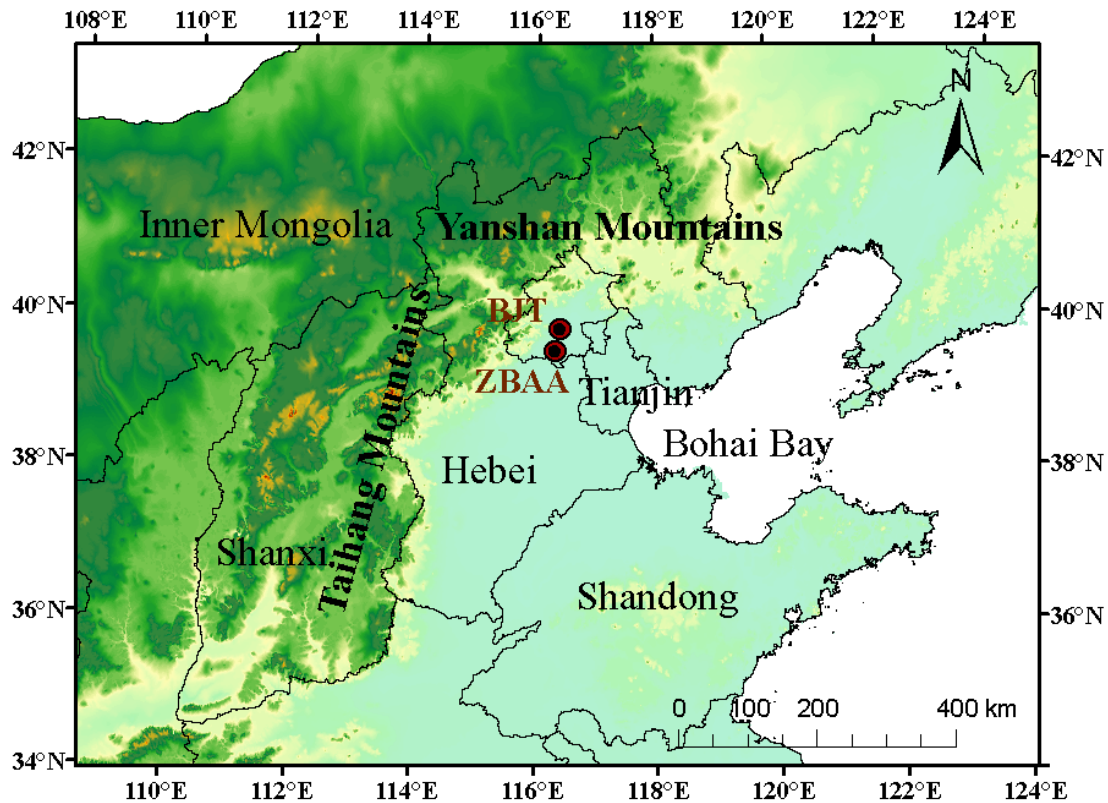 108°E 110°E 112°E 114°E 116°E 118°E 120°E 122°E 124°E
N
42°N 42°N
Inner Mongolia
Yanshan Mountains
40°N 40°N
BJT
ZBAA
Tianjin
Taihang Mountains
Bohai Bay
38°N 38°N
Hebei
Shanxi
Shandong
36°N 36°N
0 100 200 400 km
34°N 34°N
110°E 112°E 114°E 116°E 118°E 120°E 122°E 124°E